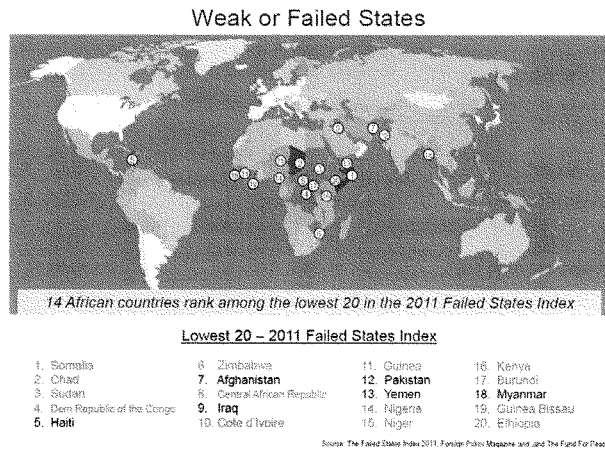 Weak or Failed States
14 African countries rank among the lowest 20 in the 2011 Failed States Index
Lowest 20 – 2011 Failed States Index
1. Somalia
2. Chad
3. Sudan
4. Dem Republic of the Congo
5. Haiti
6. Zimbabwe
7. Afghanistan
8. Central African Republic
9. Iraq
10. Cote d'Ivoire
11. Guinea
12. Pakistan
13. Yemen
14. Nigeria
15. Niger
16. Kenya
17. Burundi
18. Myanmar
19. Guinea Bissau
20. Ethiopia
Source: The Failed States Index 2011, Foreign Policy Magazine and The Fund For Peac